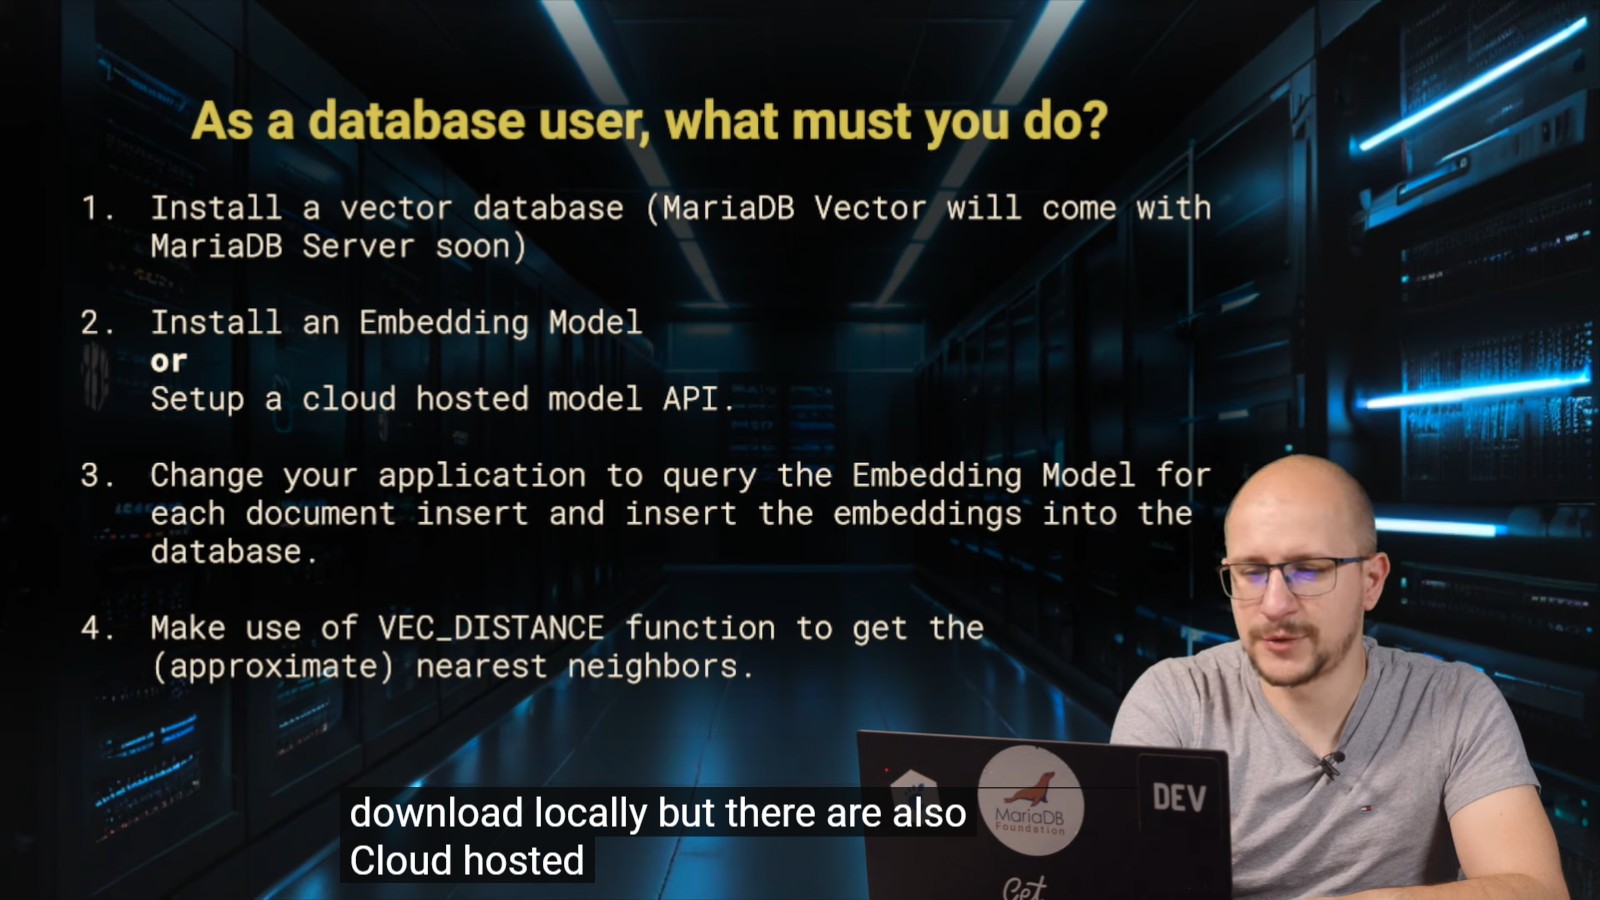 As a database user, what must you do?
1. Install a vector database (MariaDB Vector will come with
MariaDB Server soon)
2. Install an Embedding Model
or
Setup a cloud hosted model API.
3. Change your application to query the Embedding Model for
each document insert and insert the embeddings into the
database.
4. Make use of VEC_DISTANCE function to get the
(approximate) nearest neighbors.
download locally but there are also
Cloud hosted
MariaDB
Foundation
DEV
Get